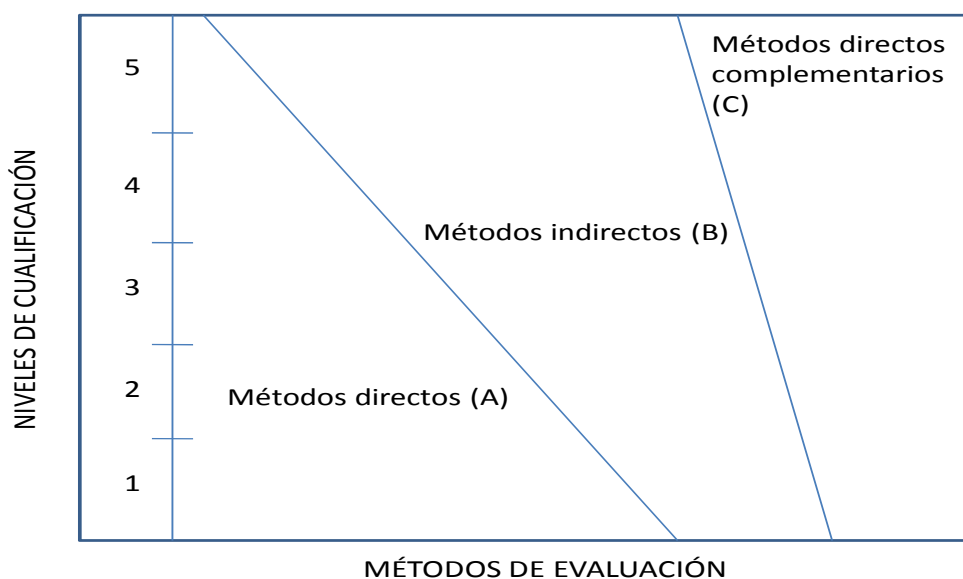 NIVELES DE CUALIFICACIÓN
5
4
3
2
1
Métodos directos
complementarios
(C)
Métodos indirectos (B)
Métodos directos (A)
MÉTODOS DE EVALUACIÓN